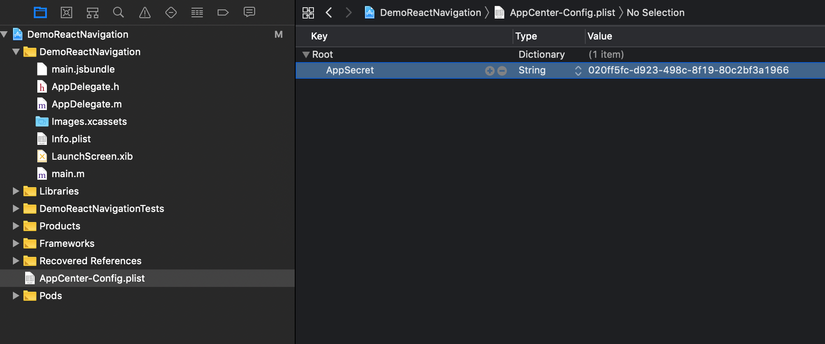 DemoReactNavigation M
DemoReactNavigation
main.jsbundle
AppDelegate.h
AppDelegate.m
Images.xcassets
Info.plist
LaunchScreen.xib
main.m
Libraries
DemoReactNavigationTests
Products
Frameworks
Recovered References
AppCenter-Config.plist
Pods
DemoReactNavigation AppCenter-Config.plist No Selection
Key Type Value
Root Dictionary (1 item)
AppSecret String 020ff5fc-d923-498c-8f19-80c2bf3a1966